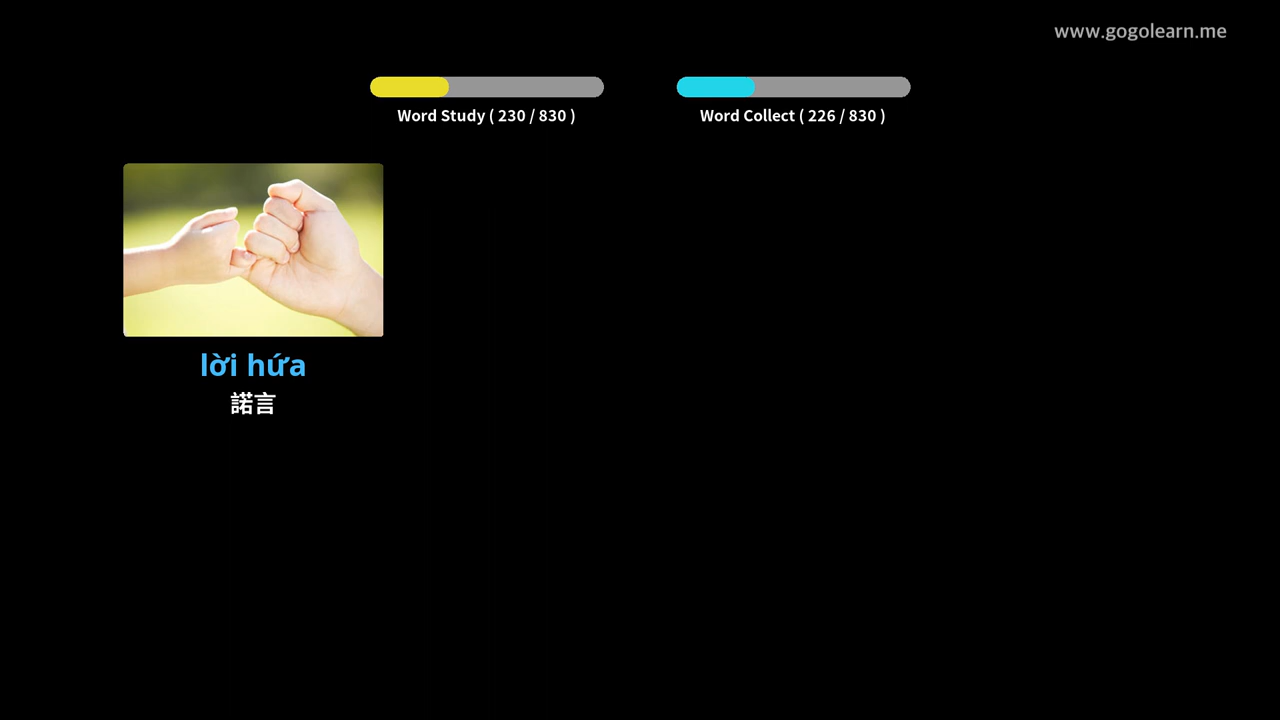 www.gogolearn.me
Word Study ( 230 / 830 )
Word Collect ( 226 / 830 )
lời hứa
諾言